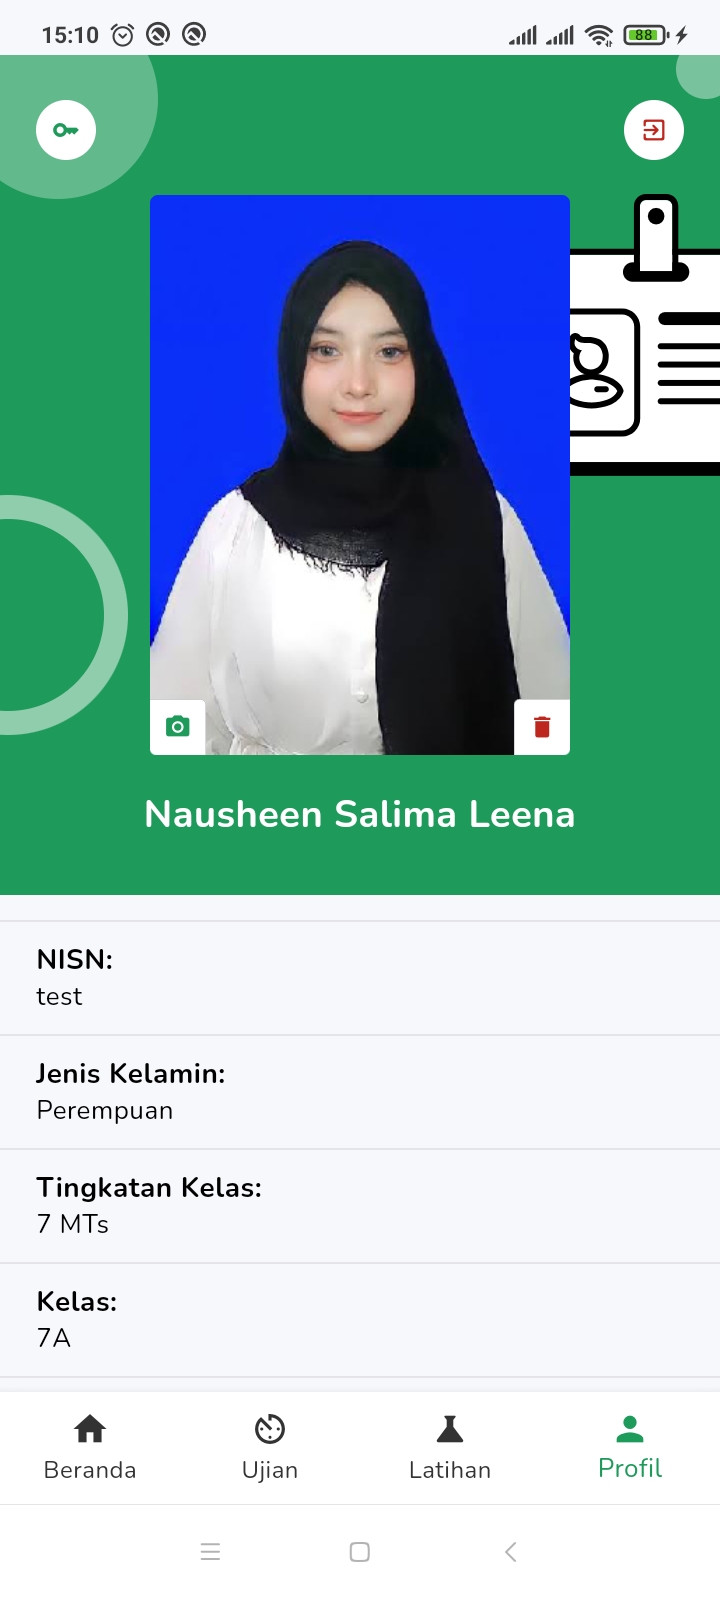 15:10
88
Nausheen Salima Leena
NISN:
test
Jenis Kelamin:
Perempuan
Tingkatan Kelas:
7 MTs
Kelas:
7A
Beranda
Ujian
Latihan
Profil